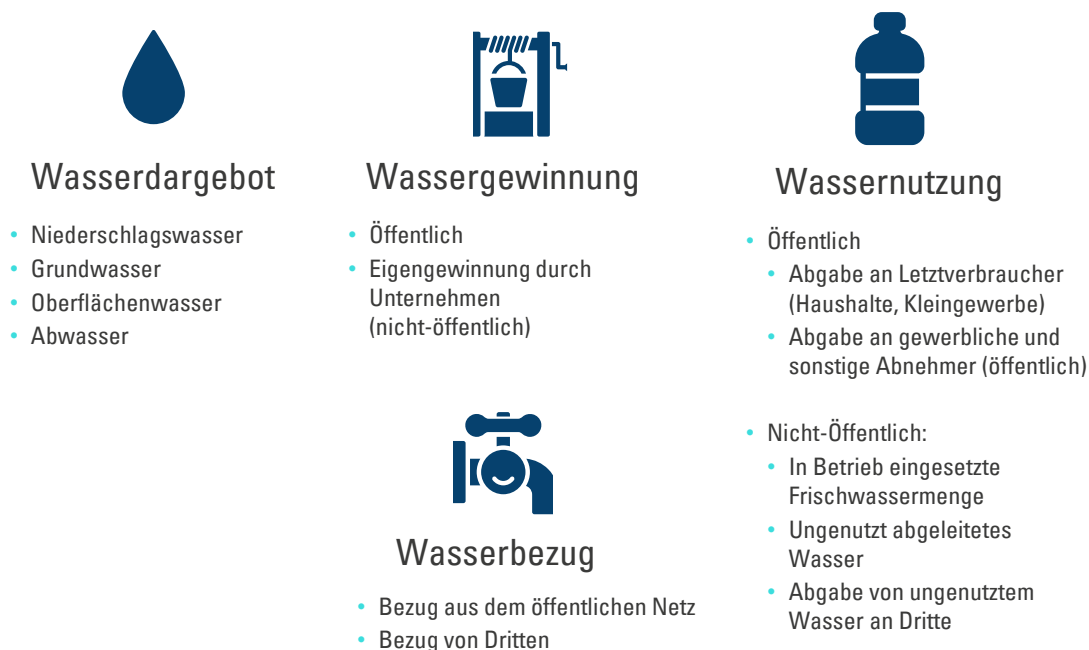 Wasserdargebot
Niederschlagswasser
Grundwasser
Oberflächenwasser
Abwasser
Wassergewinnung
Öffentlich
Eigengewinnung durch
Unternehmen
(nicht-öffentlich)
Wasserbezug
Bezug aus dem öffentlichen Netz
Bezug von Dritten
Wassernutzung
Öffentlich
Abgabe an Letztverbraucher
(Haushalte, Kleingewerbe)
Abgabe an gewerbliche und
sonstige Abnehmer (öffentlich)
Nicht-Öffentlich:
In Betrieb eingesetzte
Frischwassermenge
Ungenutzt abgeleitetes
Wasser
Abgabe von ungenutztem
Wasser an Dritte